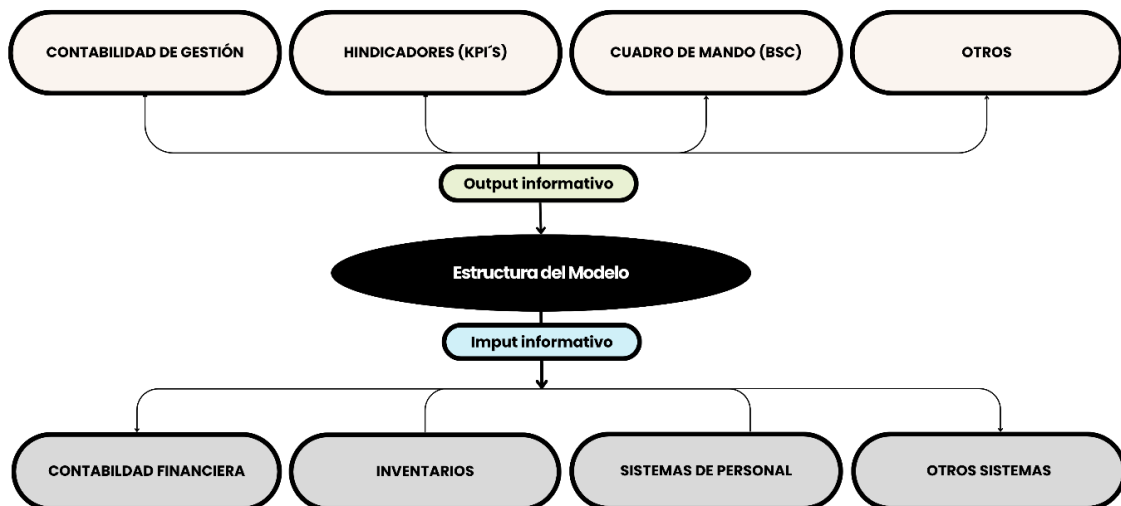 CONTABILIDAD DE GESTIÓN
HINDICADORES (KPI´S)
CUADRO DE MANDO (BSC)
OTROS
Output informativo
Estructura del Modelo
Imput informativo
CONTABILDAD FINANCIERA
INVENTARIOS
SISTEMAS DE PERSONAL
OTROS SISTEMAS